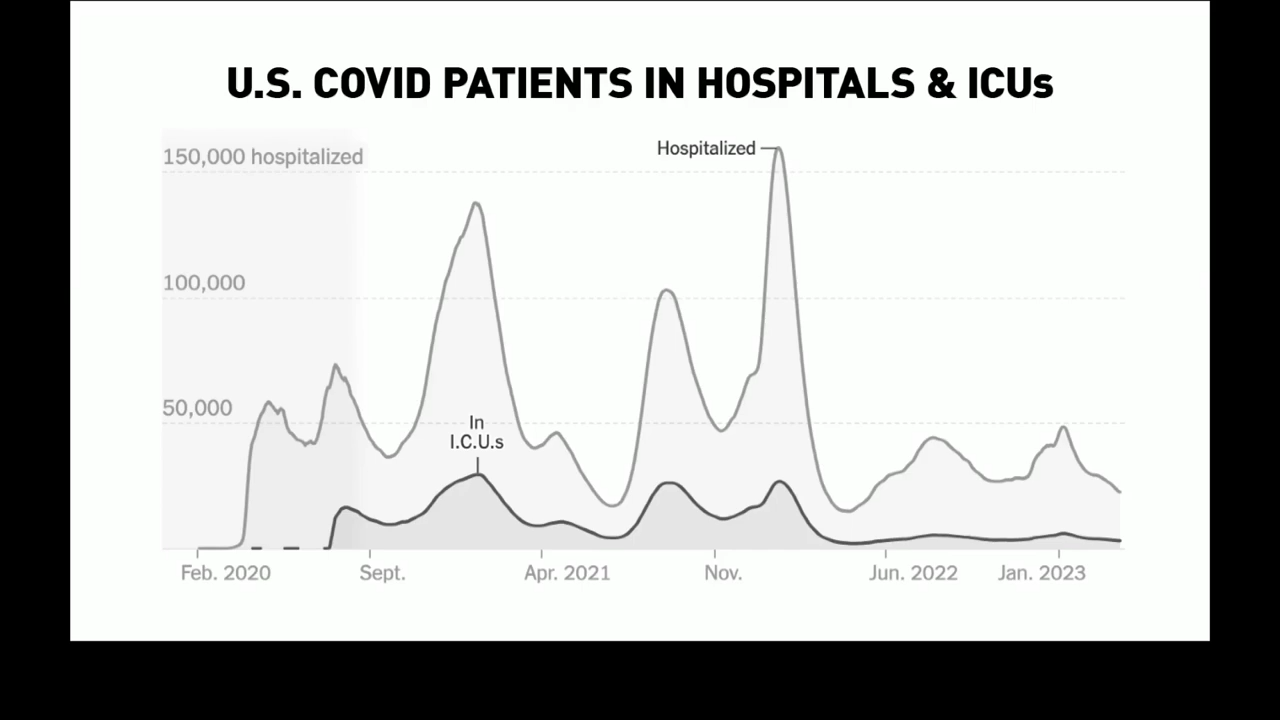 U.S. COVID PATIENTS IN HOSPITALS & ICUs
Hospitalized
150,000 hospitalized
100,000
50,000
In
I.C.U.s
Feb. 2020 Sept. Apr. 2021 Nov. Jun. 2022 Jan. 2023